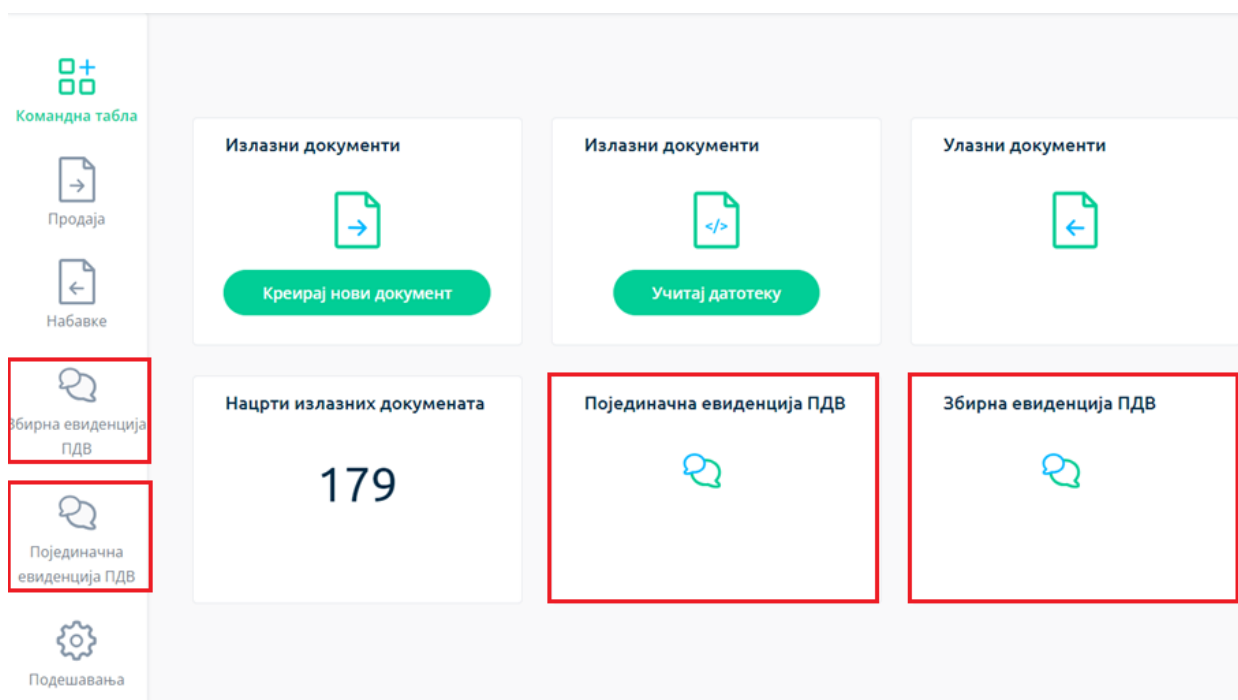 Командна табла
Продаја
Набавке
Збирна евиденција
ПДВ
Појединачна
евиденција ПДВ
Подешавања
Излазни документи
Креирај нови документ
Излазни документи
</>
Учитај датотеку
Улазни документи
Нацрти излазних докумената
179
Појединачна евиденција ПДВ
Збирна евиденција ПДВ